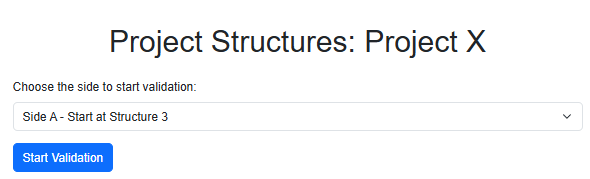 Project Structures: Project X
Choose the side to start validation:
Side A - Start at Structure 3
Start Validation